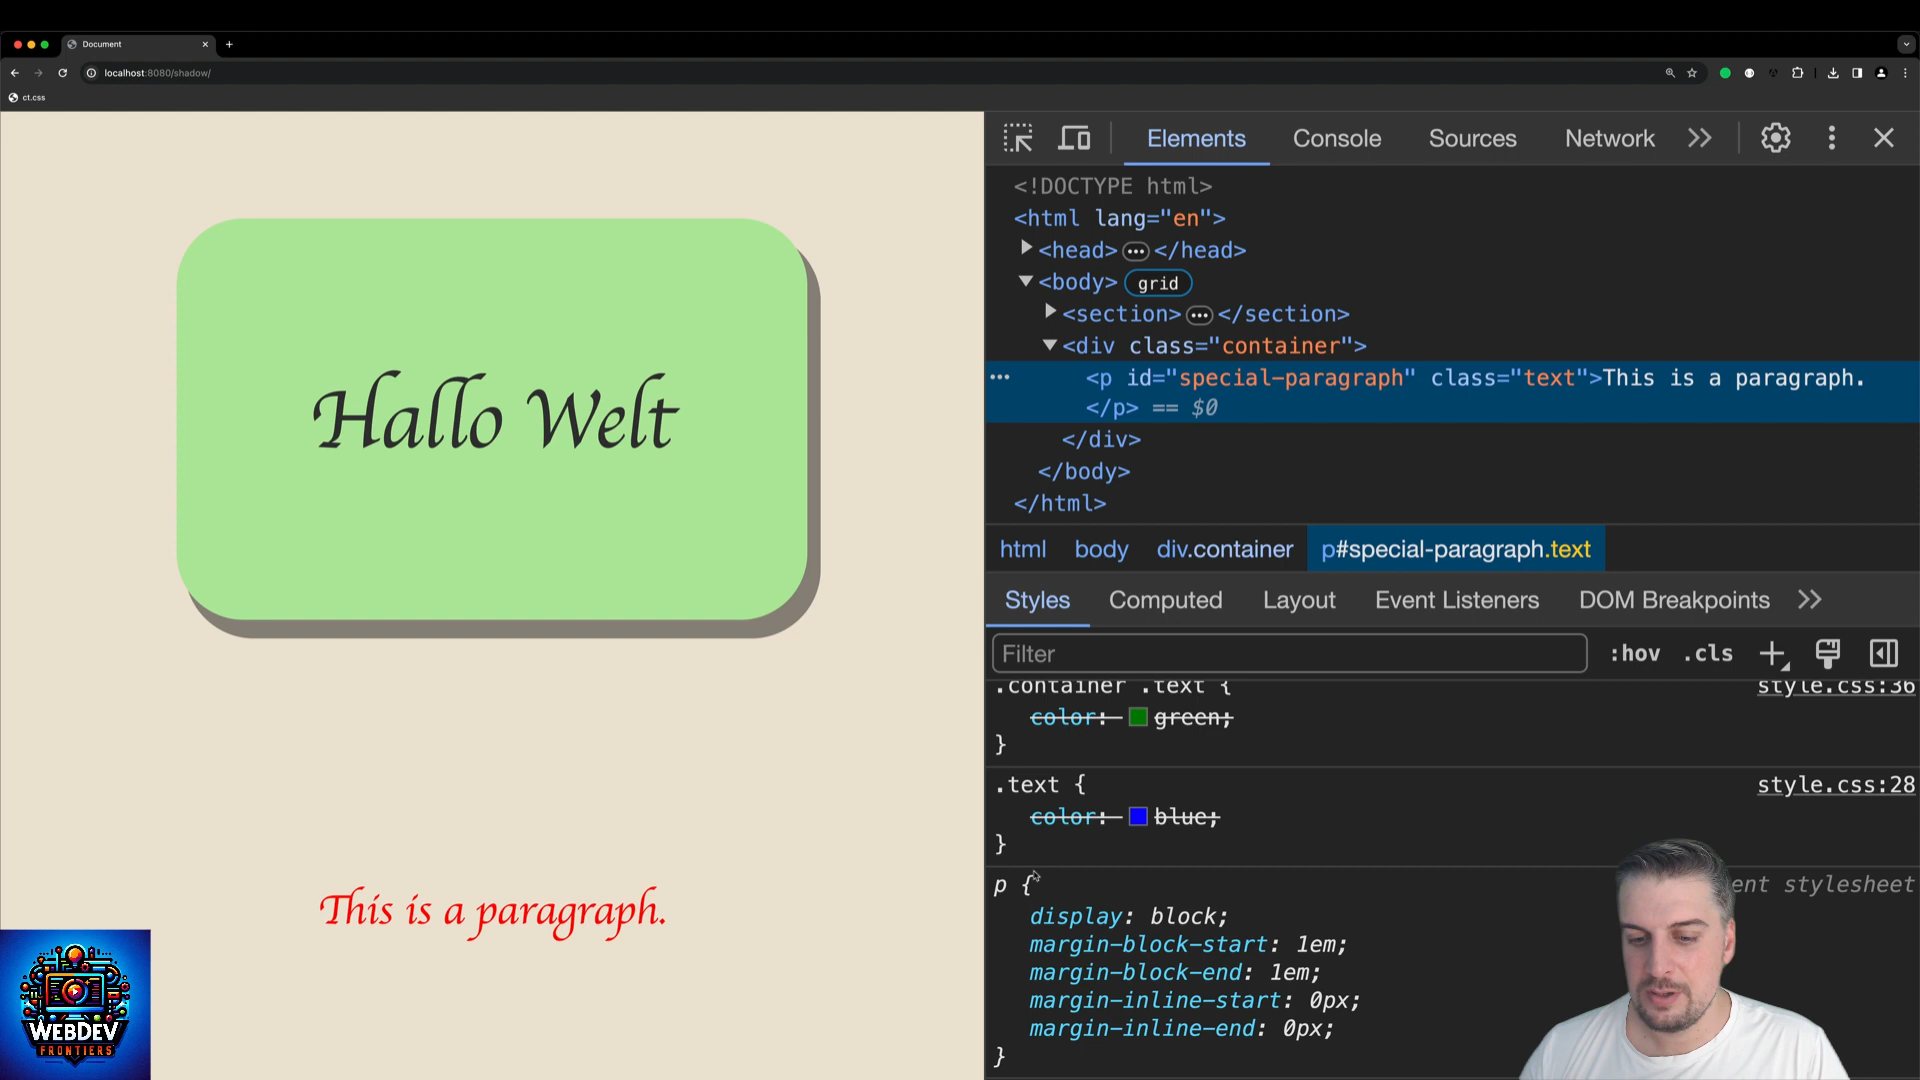 Document
localhost:8080/shadow/
ct.css
Hallo Welt
This is a paragraph.
WEBDEV
FRONTIERS
Elements Console Sources Network
<!DOCTYPE html>
<html lang="en">
<head> ••• </head>
<body> grid
<section> ••• </section>
<div class="container">
••• <p id="special-paragraph" class="text">This is a paragraph.
</p> == $0
</div>
</body>
</html>
html body div.container p#special-paragraph.text
Styles Computed Layout Event Listeners DOM Breakpoints
Filter :hov .cls
.container .text { style.css:36
color: green;
}
.text { style.css:28
color: blue;
}
p { stylesheet
display: block;
margin-block-start: 1em;
margin-block-end: 1em;
margin-inline-start: 0px;
margin-inline-end: 0px;
}